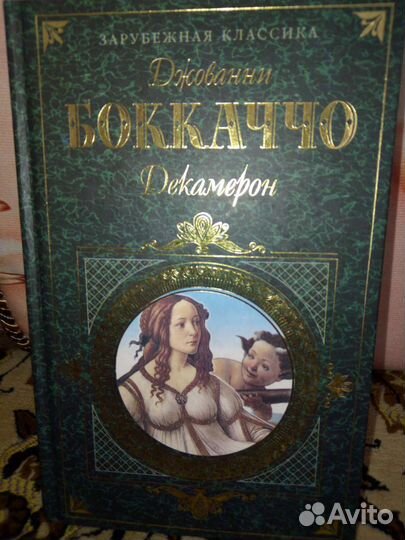 ЗАРУБЕЖНАЯ КЛАССИКА
Джованни
БОККАЧЧО
Декамерон
Avito